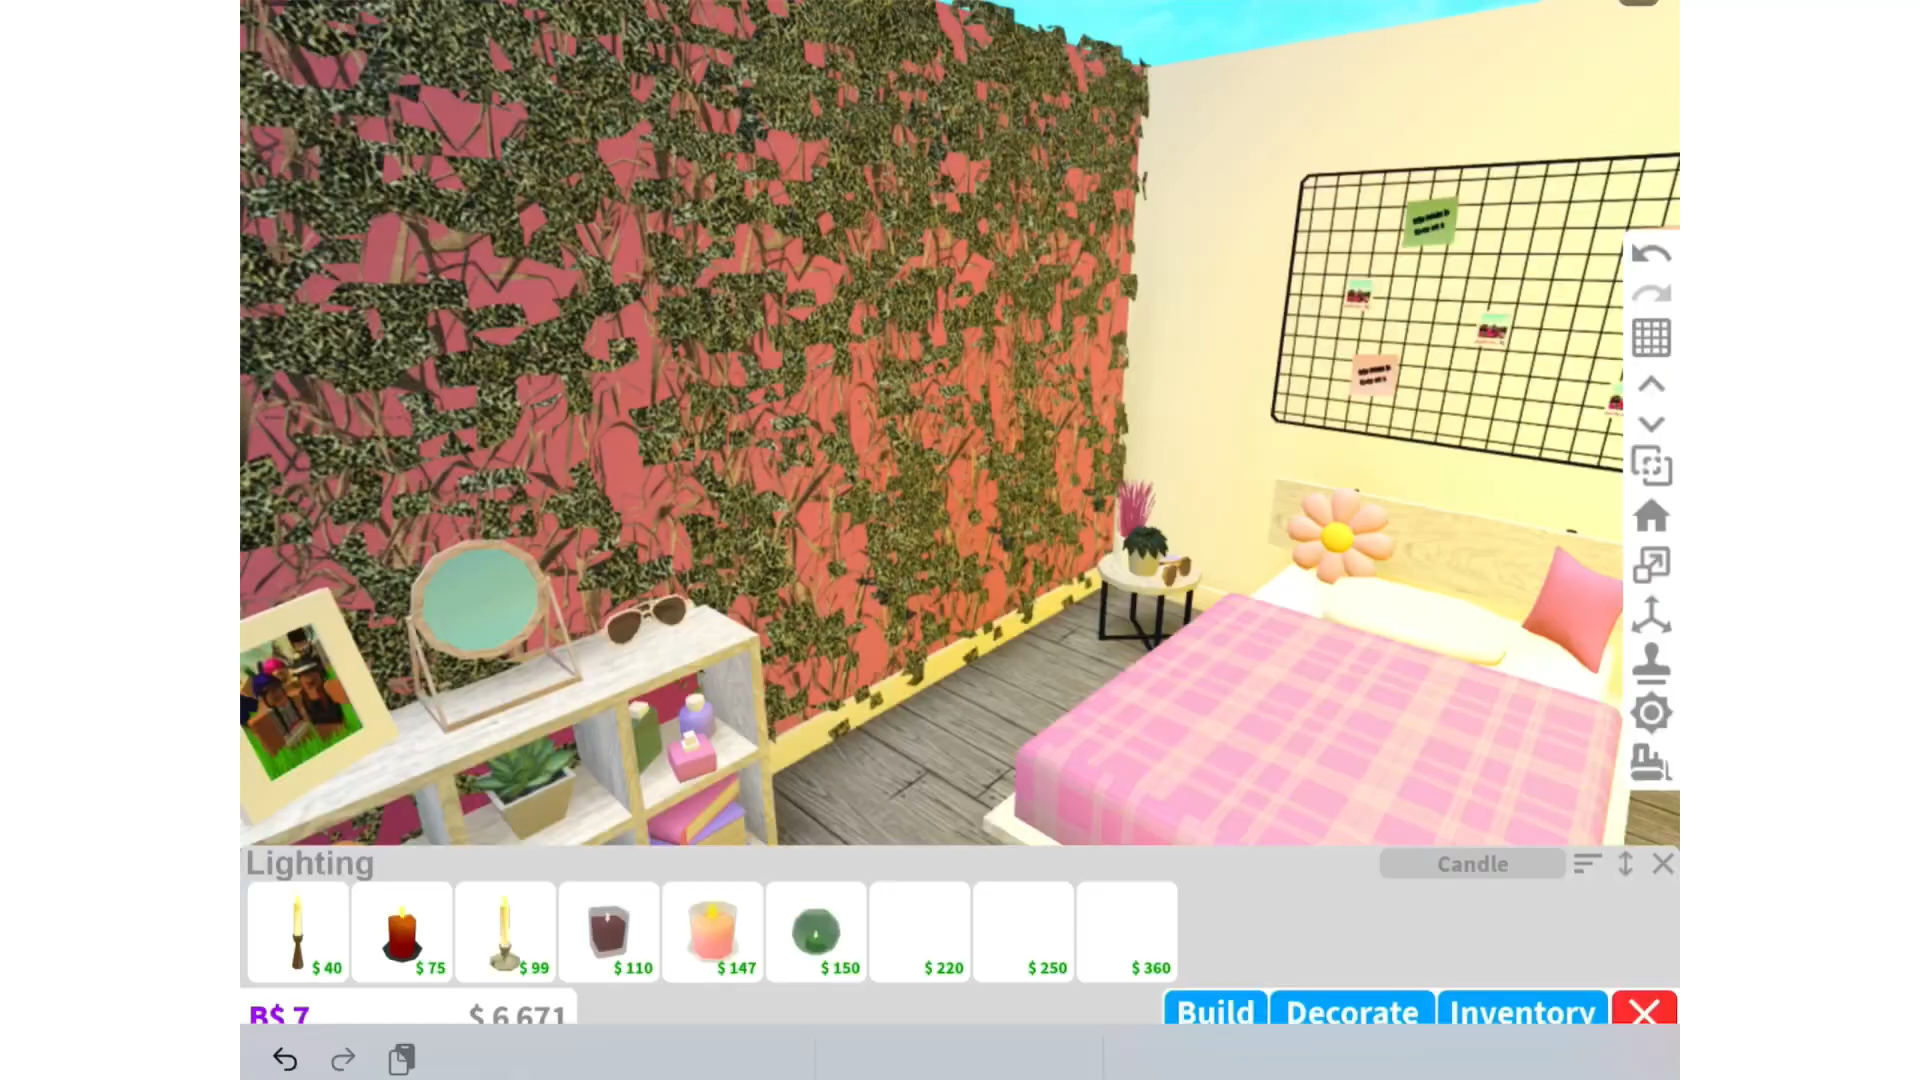 Lighting
Candle
$ 40
$ 75
$ 99
$ 110
$ 147
$ 150
$ 220
$ 250
$ 360
B$ 7
$ 6,671
Build
Decorate
Inventory